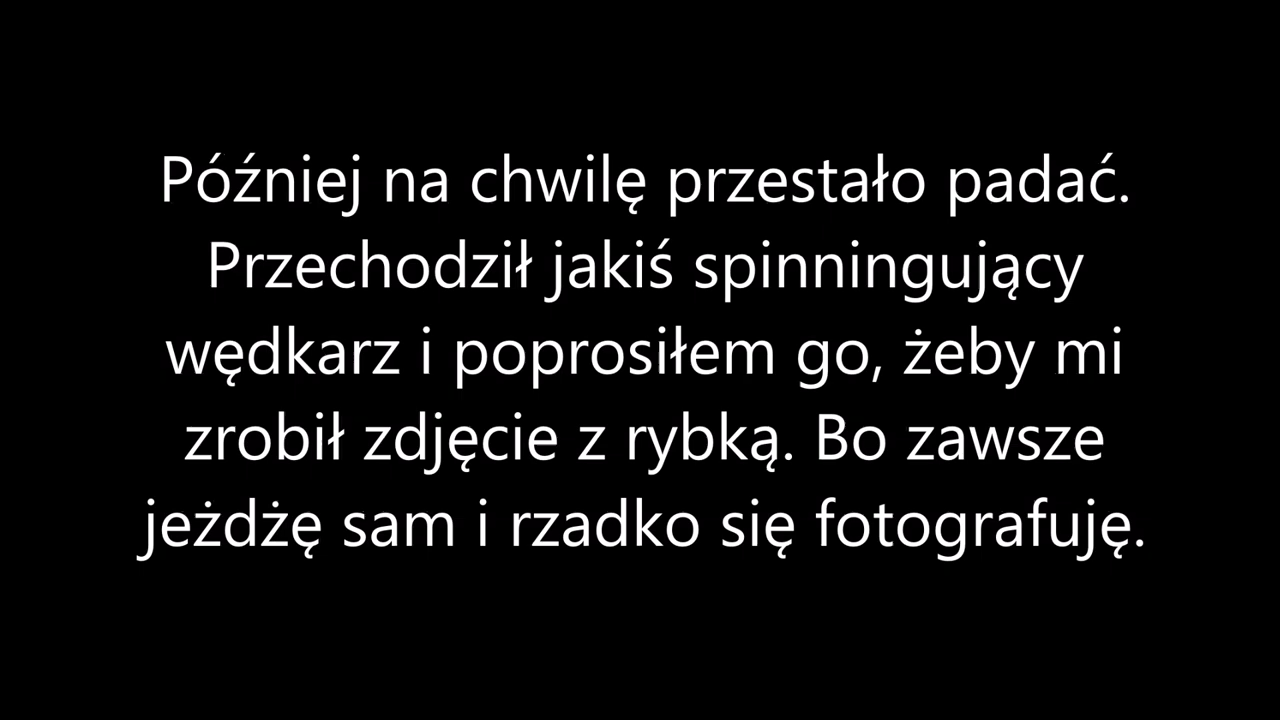 Później na chwilę przestało padać.
Przechodził jakiś spinningujący
wędkarz i poprosiłem go, żeby mi
zrobił zdjęcie z rybką. Bo zawsze
jeżdżę sam i rzadko się fotografuję.